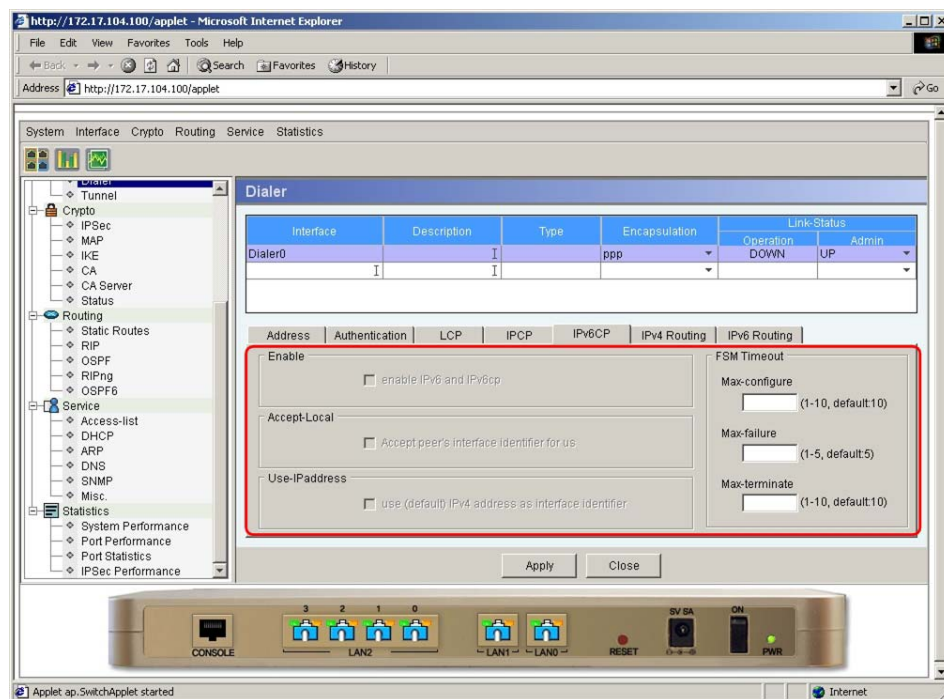 http://172.17.104.100/applet - Microsoft Internet Explorer
File Edit View Favorites Tools Help
Back Search Favorites History
Address http://172.17.104.100/applet Go
System Interface Crypto Routing Service Statistics
Dialer
Tunnel
Crypto
IPSec
MAP
IKE
CA
CA Server
Status
Routing
Static Routes
RIP
OSPF
RIPng
OSPF6
Service
Access-list
DHCP
ARP
DNS
SNMP
Misc.
Statistics
System Performance
Port Performance
Port Statistics
IPSec Performance
Dialer
Interface Description Type Encapsulation Link-Status
Operation Admin
Dialer0 ppp DOWN UP
Address Authentication LCP IPCP IPv6CP IPv4 Routing IPv6 Routing
Enable
enable IPv6 and IPv6cp
Accept-Local
Accept peer's interface identifier for us
Use-IPaddress
use (default) IPv4 address as interface identifier
FSM Timeout
Max-configure
(1-10, default:10)
Max-failure
(1-5, default:5)
Max-terminate
(1-10, default:10)
Apply Close
CONSOLE
3 2 1 0
LAN2
LAN1 LAN0
RESET
5V 5A
ON
PWR
Applet ap.SwitchApplet started Internet